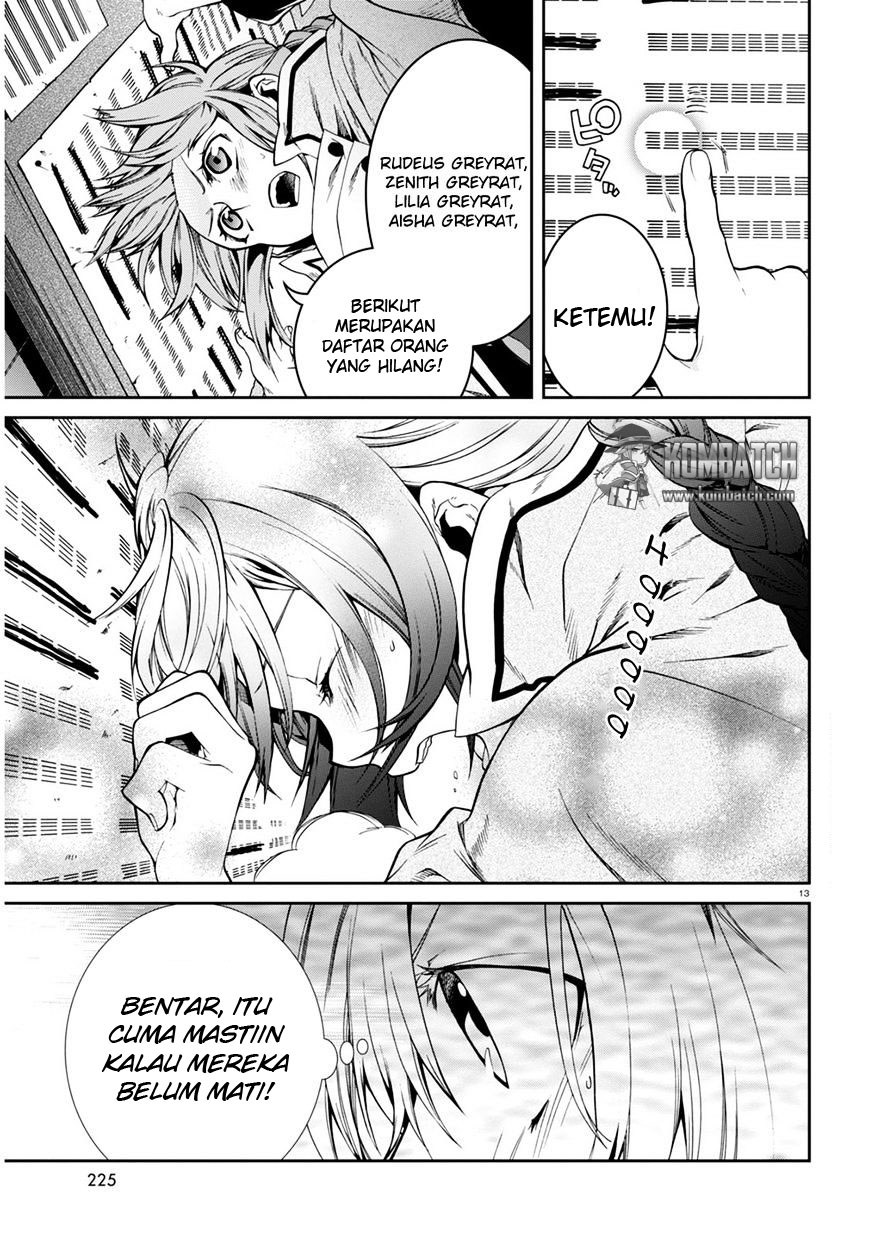 KETEMU!
RUDEUS GREYRAT,
ZENITH GREYRAT,
LILIA GREYRAT,
AISHA GREYRAT,
BERIKUT
MERUPAKAN
DAFTAR ORANG
YANG HILANG!
KOMBATCH
www.kombatch.com
13
BENTAR, ITU
CUMA MASTIIN
KALAU MEREKA
BELUM MATI!
225